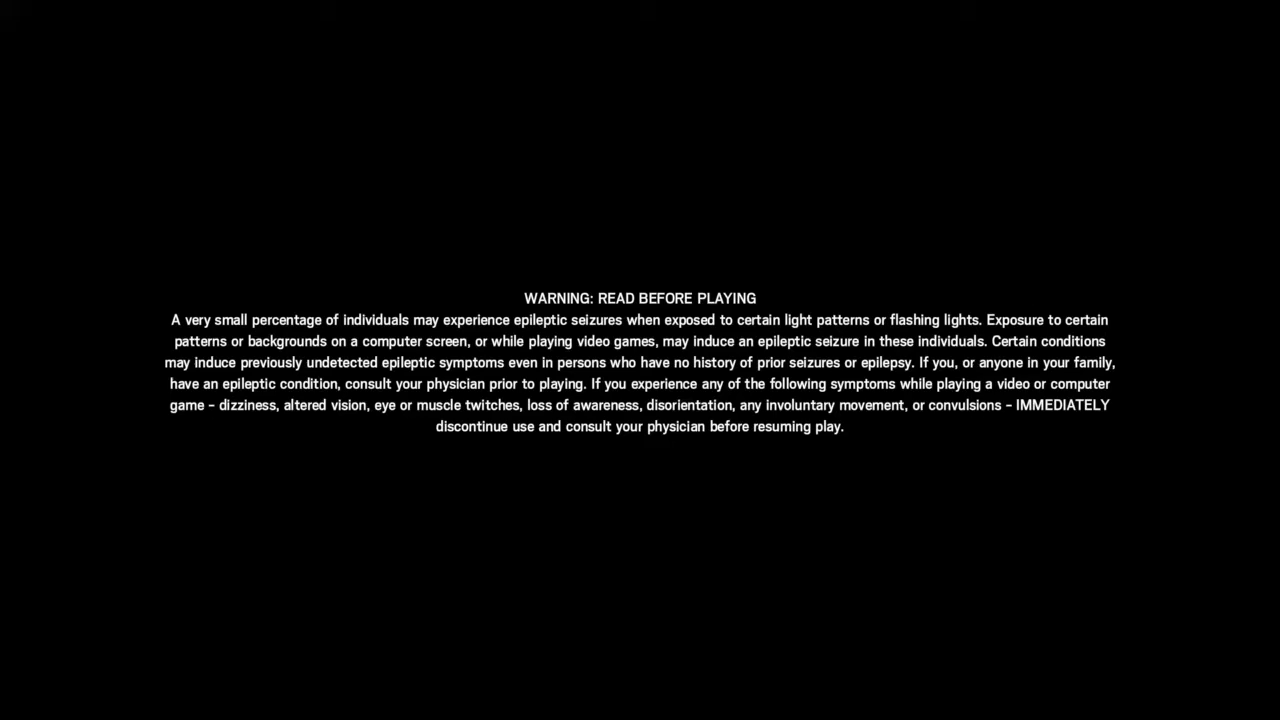 WARNING: READ BEFORE PLAYING
A very small percentage of individuals may experience epileptic seizures when exposed to certain light patterns or flashing lights. Exposure to certain
patterns or backgrounds on a computer screen, or while playing video games, may induce an epileptic seizure in these individuals. Certain conditions
may induce previously undetected epileptic symptoms even in persons who have no history of prior seizures or epilepsy. If you, or anyone in your family,
have an epileptic condition, consult your physician prior to playing. If you experience any of the following symptoms while playing a video or computer
game – dizziness, altered vision, eye or muscle twitches, loss of awareness, disorientation, any involuntary movement, or convulsions – IMMEDIATELY
discontinue use and consult your physician before resuming play.